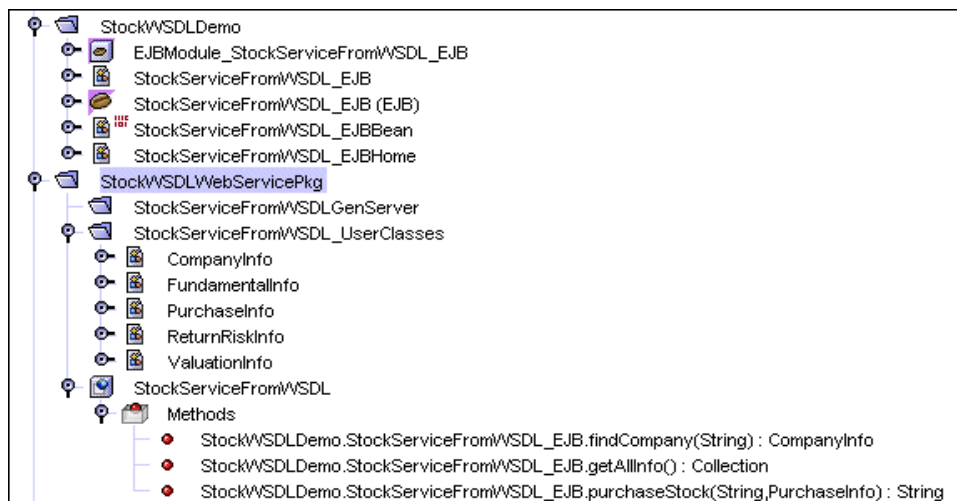 StockWSDLDemo
EJBModule_StockServiceFromWSDL_EJB
StockServiceFromWSDL_EJB
StockServiceFromWSDL_EJB (EJB)
StockServiceFromWSDL_EJBBean
StockServiceFromWSDL_EJBHome
StockWSDLWebServicePkg
StockServiceFromWSDLGenServer
StockServiceFromWSDL_UserClasses
CompanyInfo
FundamentalInfo
PurchaseInfo
ReturnRiskInfo
ValuationInfo
StockServiceFromWSDL
Methods
StockWSDLDemo.StockServiceFromWSDL_EJB.findCompany(String) : CompanyInfo
StockWSDLDemo.StockServiceFromWSDL_EJB.getAllInfo() : Collection
StockWSDLDemo.StockServiceFromWSDL_EJB.purchaseStock(String,PurchaseInfo) : String